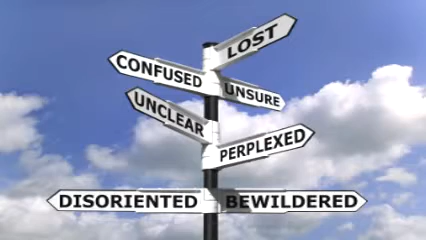 LOST
CONFUSED
UNSURE
UNCLEAR
PERPLEXED
DISORIENTED
BEWILDERED